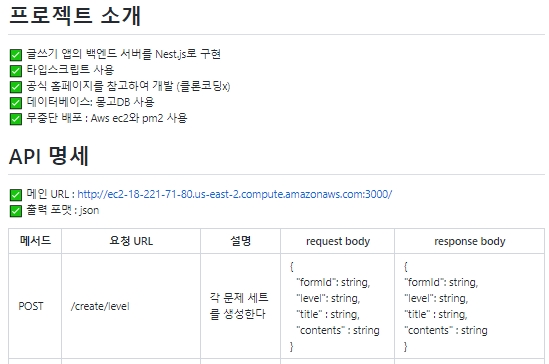 프로젝트 소개
✅ 글쓰기 앱의 백엔드 서버를 Nest.js로 구현
✅ 타입스크립트 사용
✅ 공식 홈페이지를 참고하여 개발 (클론코딩x)
✅ 데이터베이스: 몽고DB 사용
✅ 무중단 배포 : Aws ec2와 pm2 사용
API 명세
✅ 메인 URL : http://ec2-18-221-71-80.us-east-2.compute.amazonaws.com:3000/
✅ 출력 포맷 : json
메서드 요청 URL 설명 request body response body
POST /create/level 각 문제 세트
를 생성한다
{
"formId": string,
"level": string,
"title" : string,
"contents" : string
}
{
"formId": string,
"level": string,
"title" : string,
"contents" : string
}